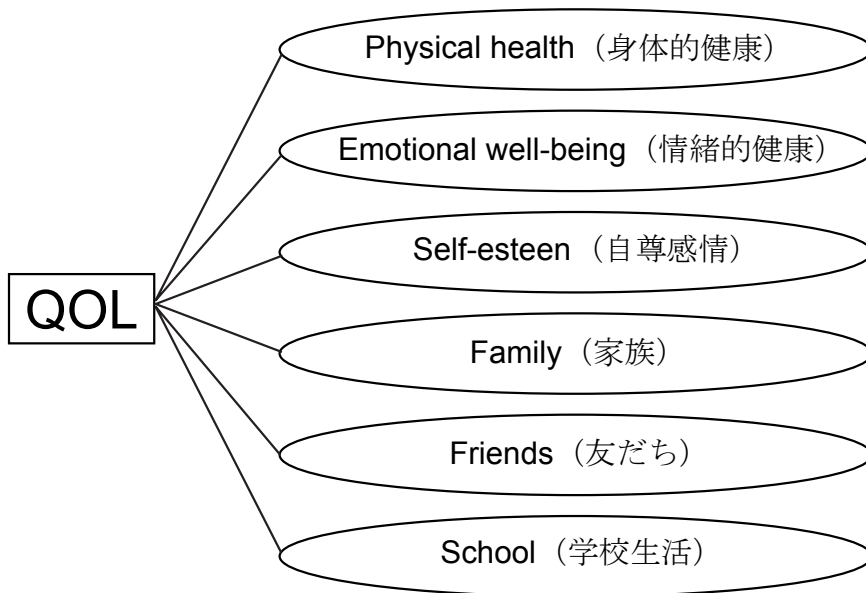 Physical health（身体的健康）
Emotional well-being（情緒的健康）
Self-esteen（自尊感情）
QOL
Family（家族）
Friends（友だち）
School（学校生活）